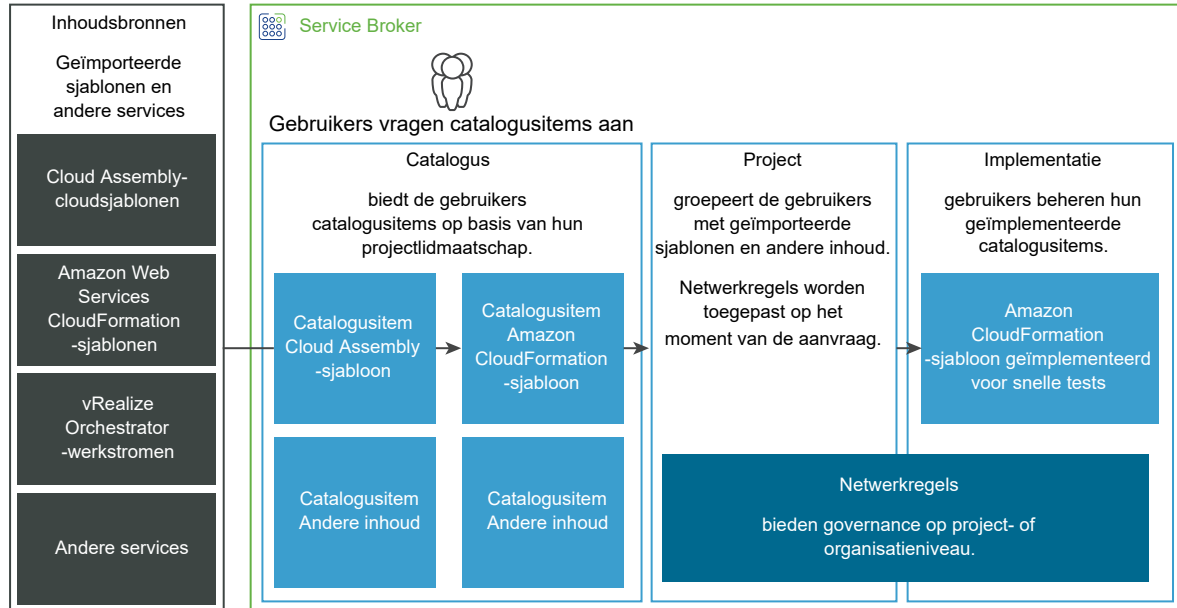 Inhoudsbronnen
Geïmporteerde
sjablonen en
andere services
Cloud Assembly-
cloudsjablonen
Amazon Web
Services
CloudFormation
-sjablonen
vRealize
Orchestrator
-werkstromen
Andere services
Service Broker
Gebruikers vragen catalogusitems aan
Catalogus
biedt de gebruikers
catalogusitems op basis van hun
projectlidmaatschap.
Catalogusitem
Cloud Assembly
-sjabloon
Catalogusitem
Amazon
CloudFormation
-sjabloon
Catalogusitem
Andere inhoud
Catalogusitem
Andere inhoud
Project
groepeert de gebruikers
met geïmporteerde
sjablonen en andere inhoud.
Netwerkregels worden
toegepast op het
moment van de aanvraag.
Implementatie
gebruikers beheren hun
geïmplementeerde
catalogusitems.
Amazon
CloudFormation
-sjabloon geïmplementeerd
voor snelle tests
Netwerkregels
bieden governance op project- of
organisatieniveau.